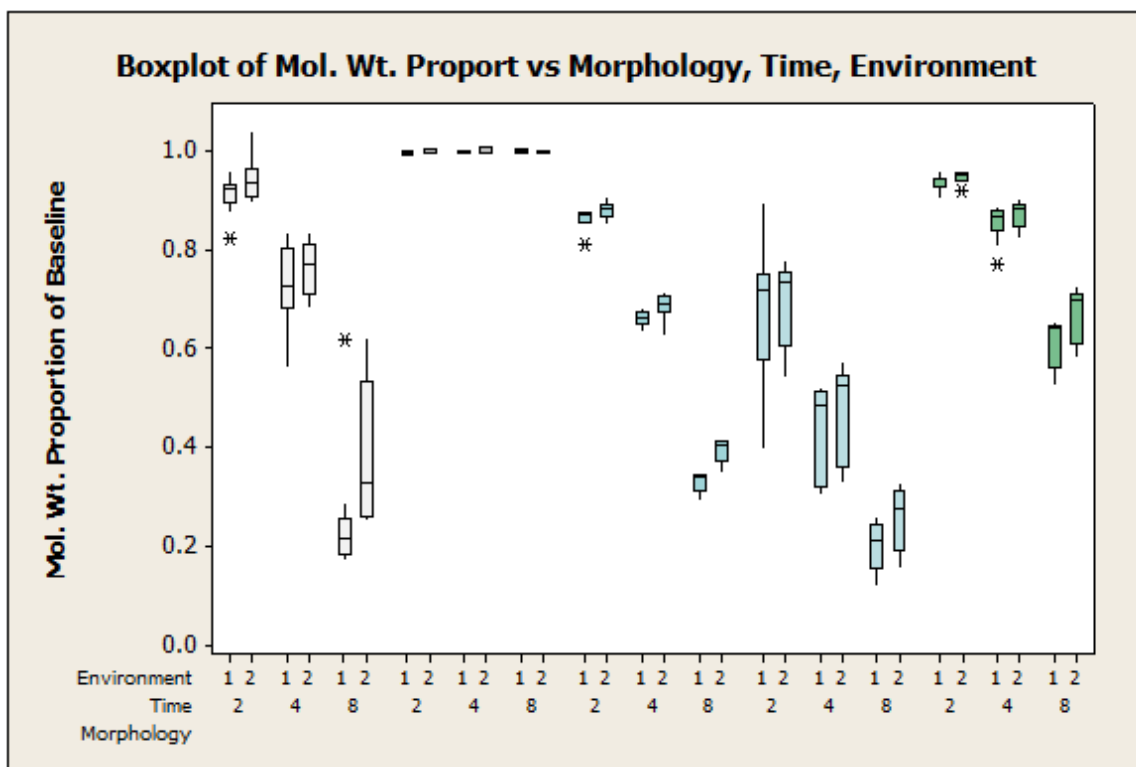 Boxplot of Mol. Wt. Proport vs Morphology, Time, Environment
Mol. Wt. Proportion of Baseline
1.0
0.8
0.6
0.4
0.2
0.0
Environment 1 2 1 2 1 2 1 2 1 2 1 2 1 2 1 2 1 2 1 2 1 2 1 2 1 2 1 2 1 2
Time 2 4 8 2 4 8 2 4 8 2 4 8 2 4 8
Morphology